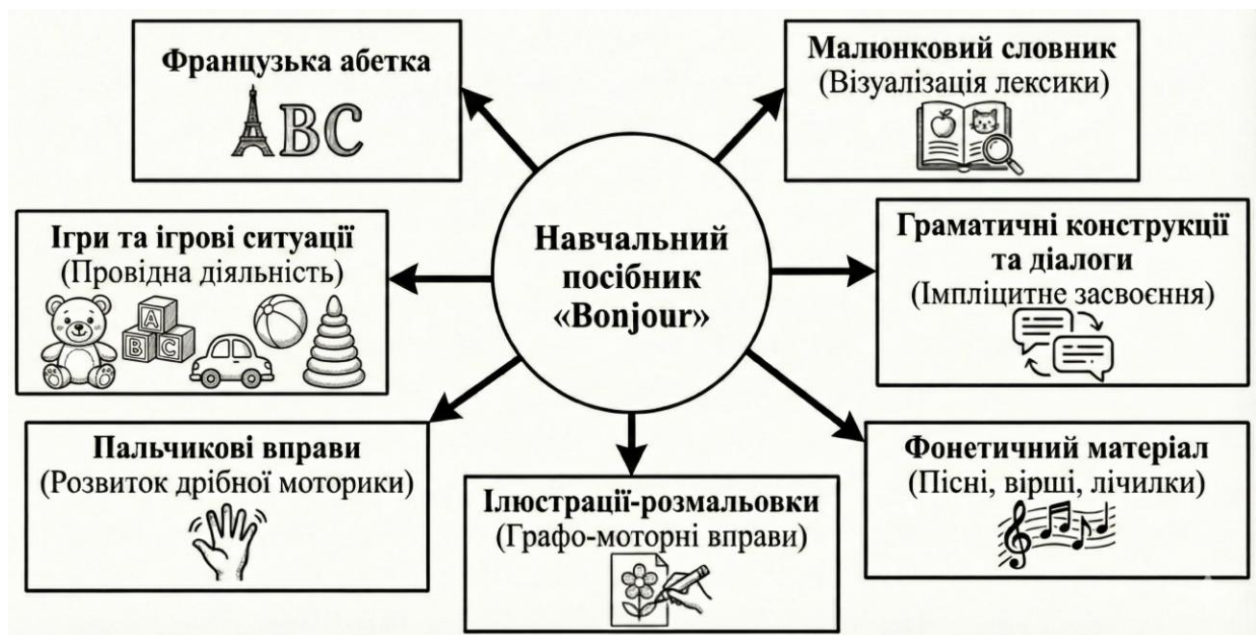 Французька абетка
ABC
Малюнковий словник
(Візуалізація лексики)
Ігри та ігрові ситуації
(Провідна діяльність)
A
B C
Навчальний
посібник
«Bonjour»
Граматичні конструкції
та діалоги
(Імпліцитне засвоєння)
Пальчикові вправи
(Розвиток дрібної моторики)
Ілюстрації-розмальовки
(Графо-моторні вправи)
Фонетичний матеріал
(Пісні, вірші, лічилки)